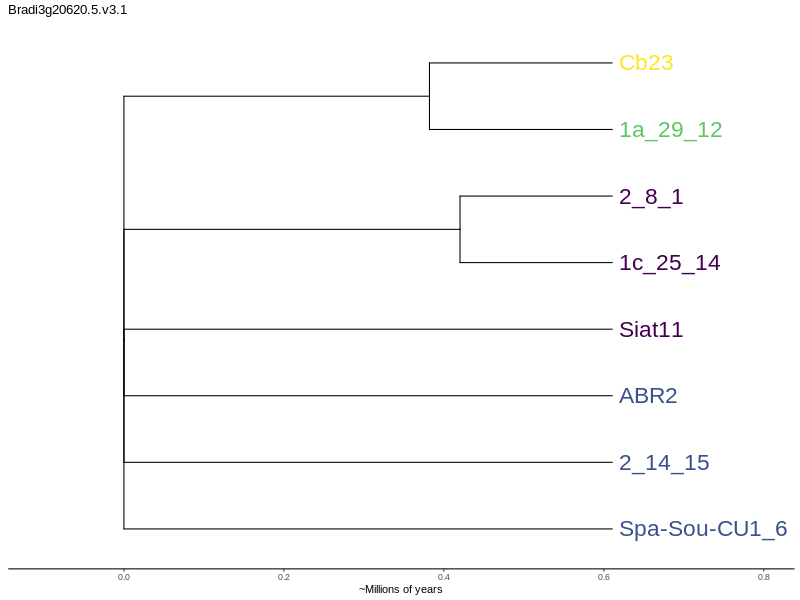 Bradi3g20620.5.v3.1
Cb23
1a_29_12
2_8_1
1c_25_14
Siat11
ABR2
2_14_15
Spa-Sou-CU1_6
0.0 0.2 0.4 0.6 0.8
~Millions of years